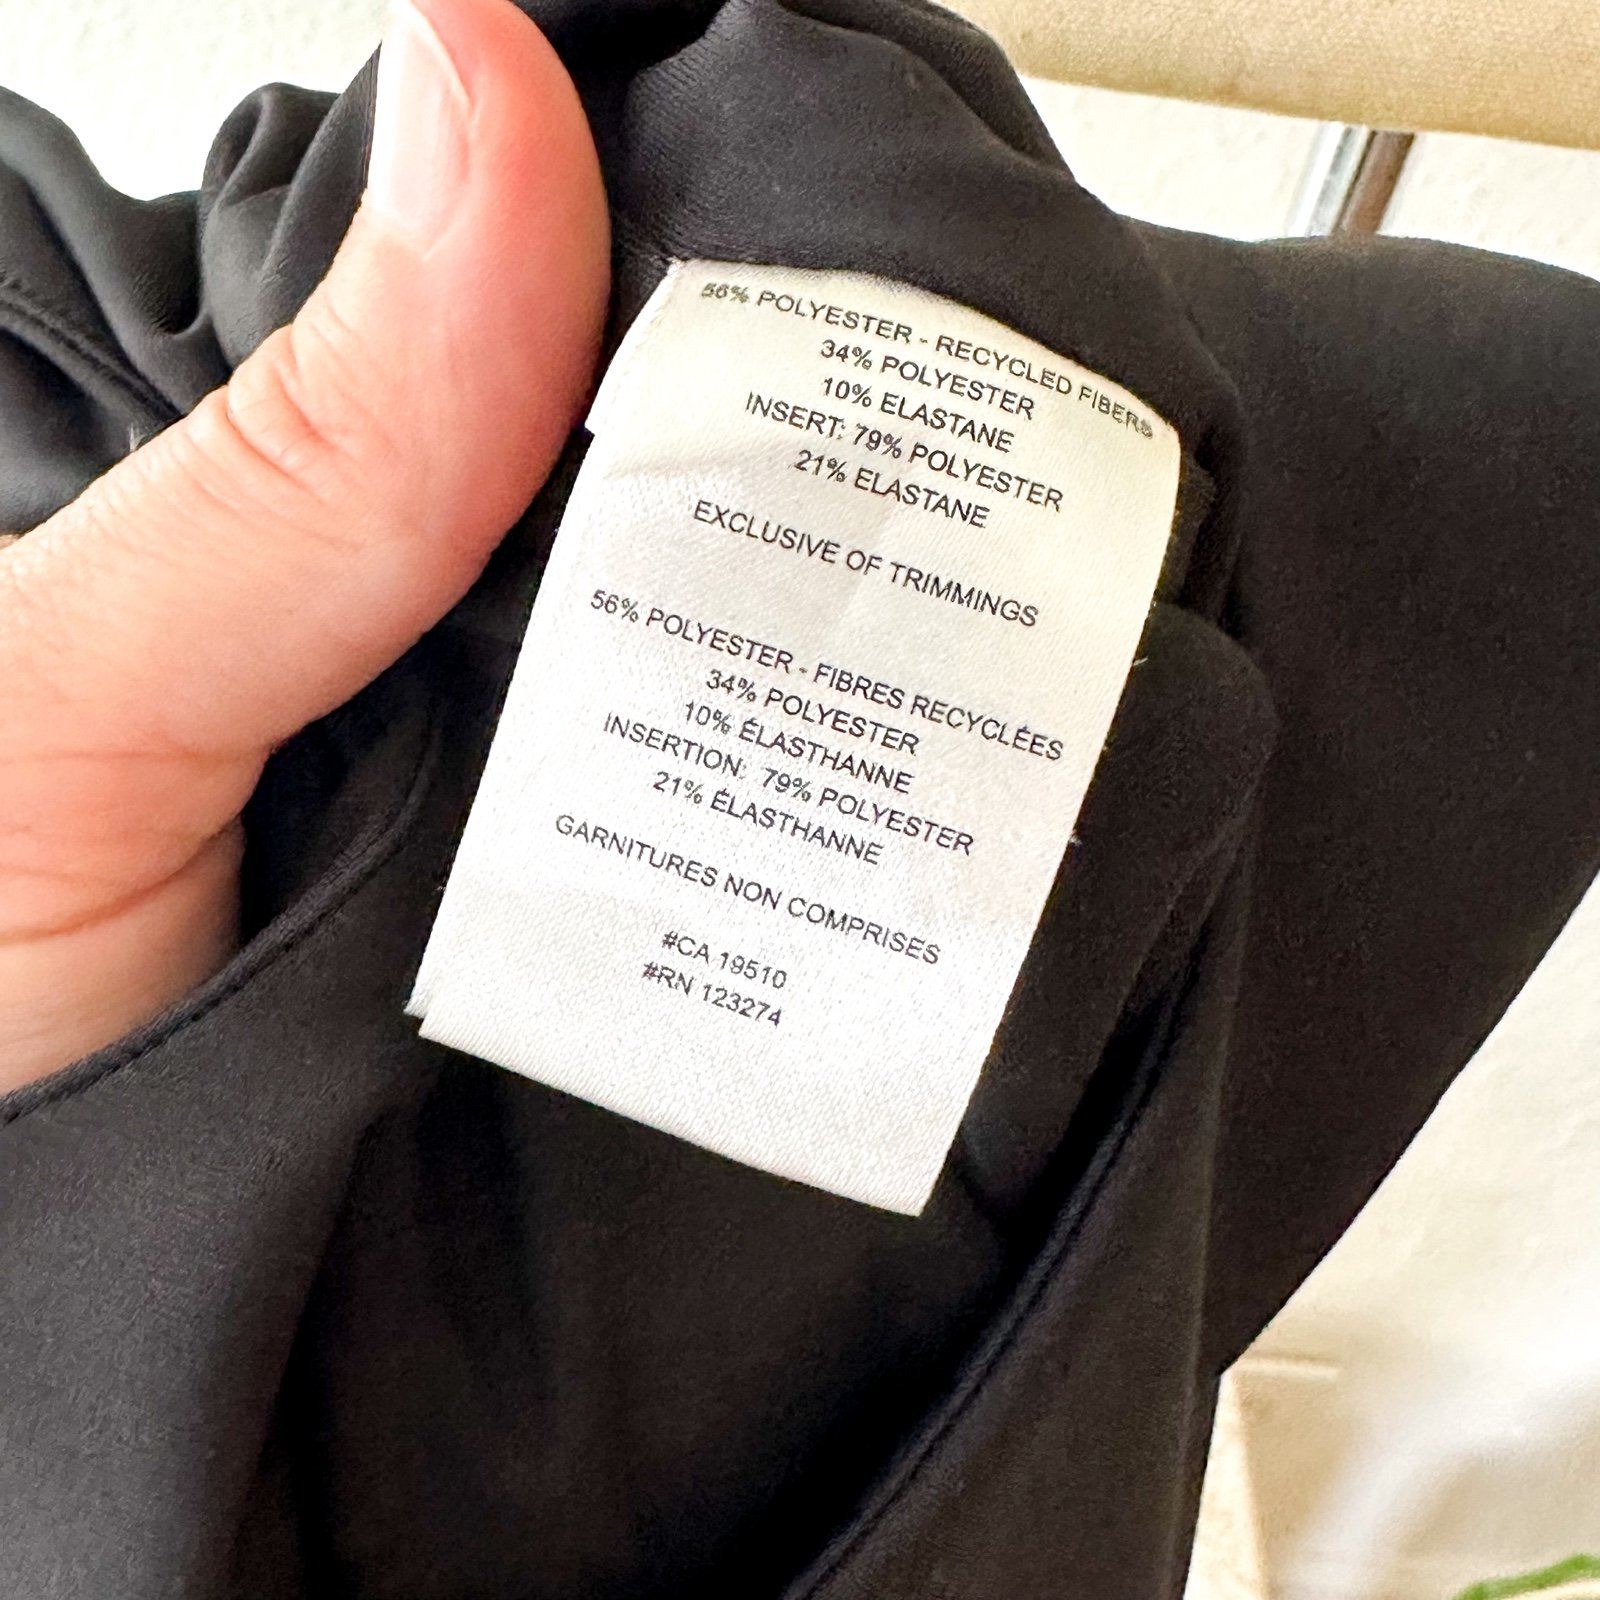 56% POLYESTER - RECYCLED FIBERS
34% POLYESTER
10% ELASTANE
INSERT: 79% POLYESTER
21% ELASTANE
EXCLUSIVE OF TRIMMINGS
56% POLYESTER - FIBRES RECYCLÉES
34% POLYESTER
10% ÉLASTHANNE
INSERTION: 79% POLYESTER
21% ÉLASTHANNE
GARNITURES NON COMPRISES
#CA 19510
#RN 123274